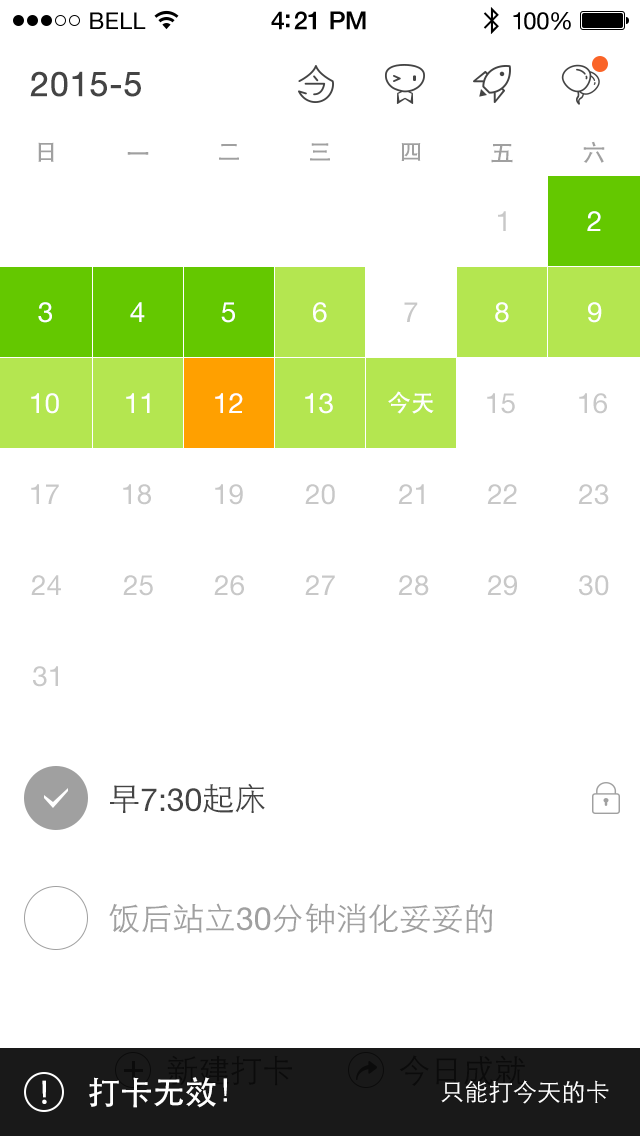 BELL 4:21 PM 100%
2015-5 今
日 一 二 三 四 五 六
1 2
3 4 5 6 7 8 9
10 11 12 13 今天 15 16
17 18 19 20 21 22 23
24 25 26 27 28 29 30
31
早7:30起床
饭后站立30分钟消化妥妥的
新建打卡 今日成就
打卡无效! 只能打今天的卡